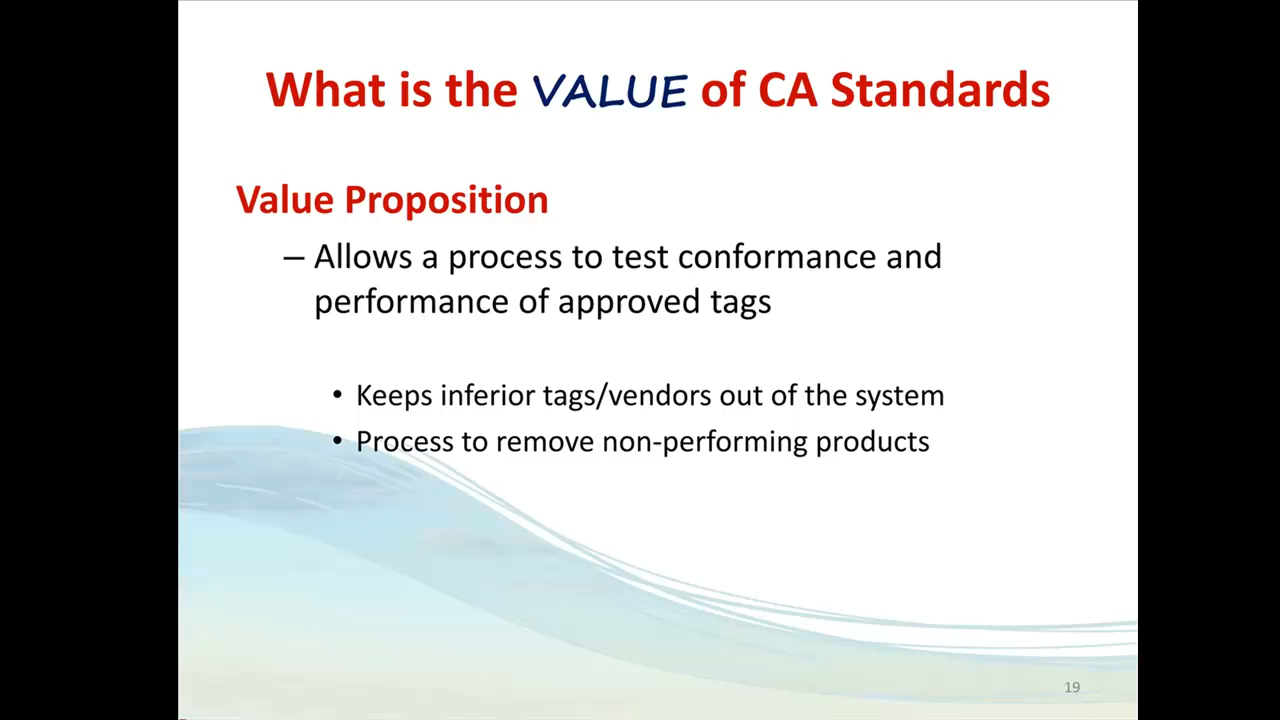 What is the VALUE of CA Standards
Value Proposition
– Allows a process to test conformance and
performance of approved tags
• Keeps inferior tags/vendors out of the system
• Process to remove non-performing products
19